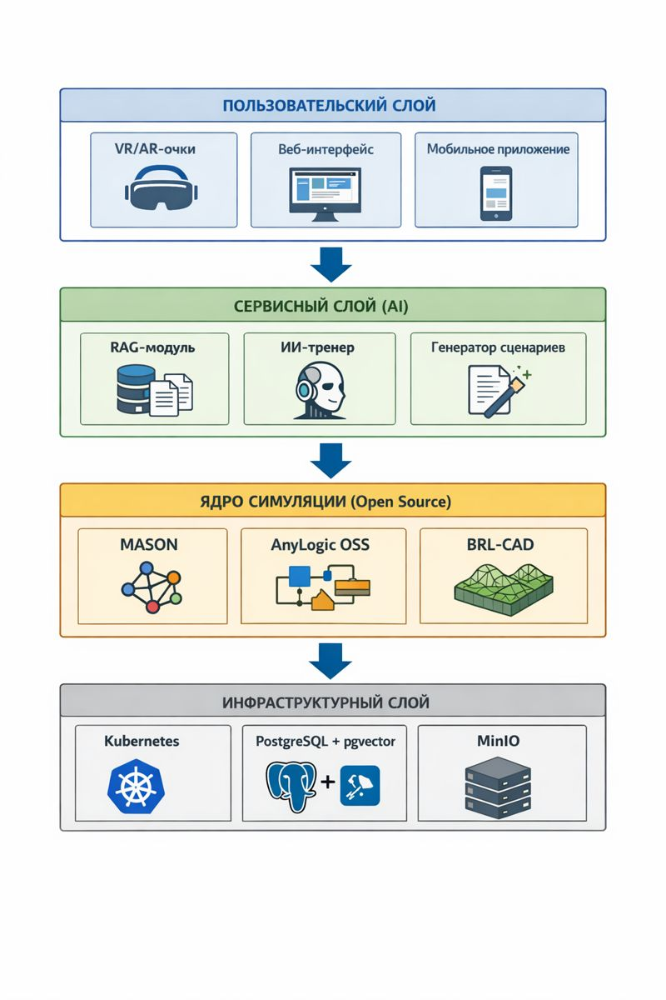 ПОЛЬЗОВАТЕЛЬСКИЙ СЛОЙ
VR/AR-очки
Веб-интерфейс
Мобильное приложение
СЕРВИСНЫЙ СЛОЙ (AI)
RAG-модуль
ИИ-тренер
Генератор сценариев
ЯДРО СИМУЛЯЦИИ (Open Source)
MASON
AnyLogic OSS
BRL-CAD
ИНФРАСТРУКТУРНЫЙ СЛОЙ
Kubernetes
PostgreSQL + pgvector
MinIO
+